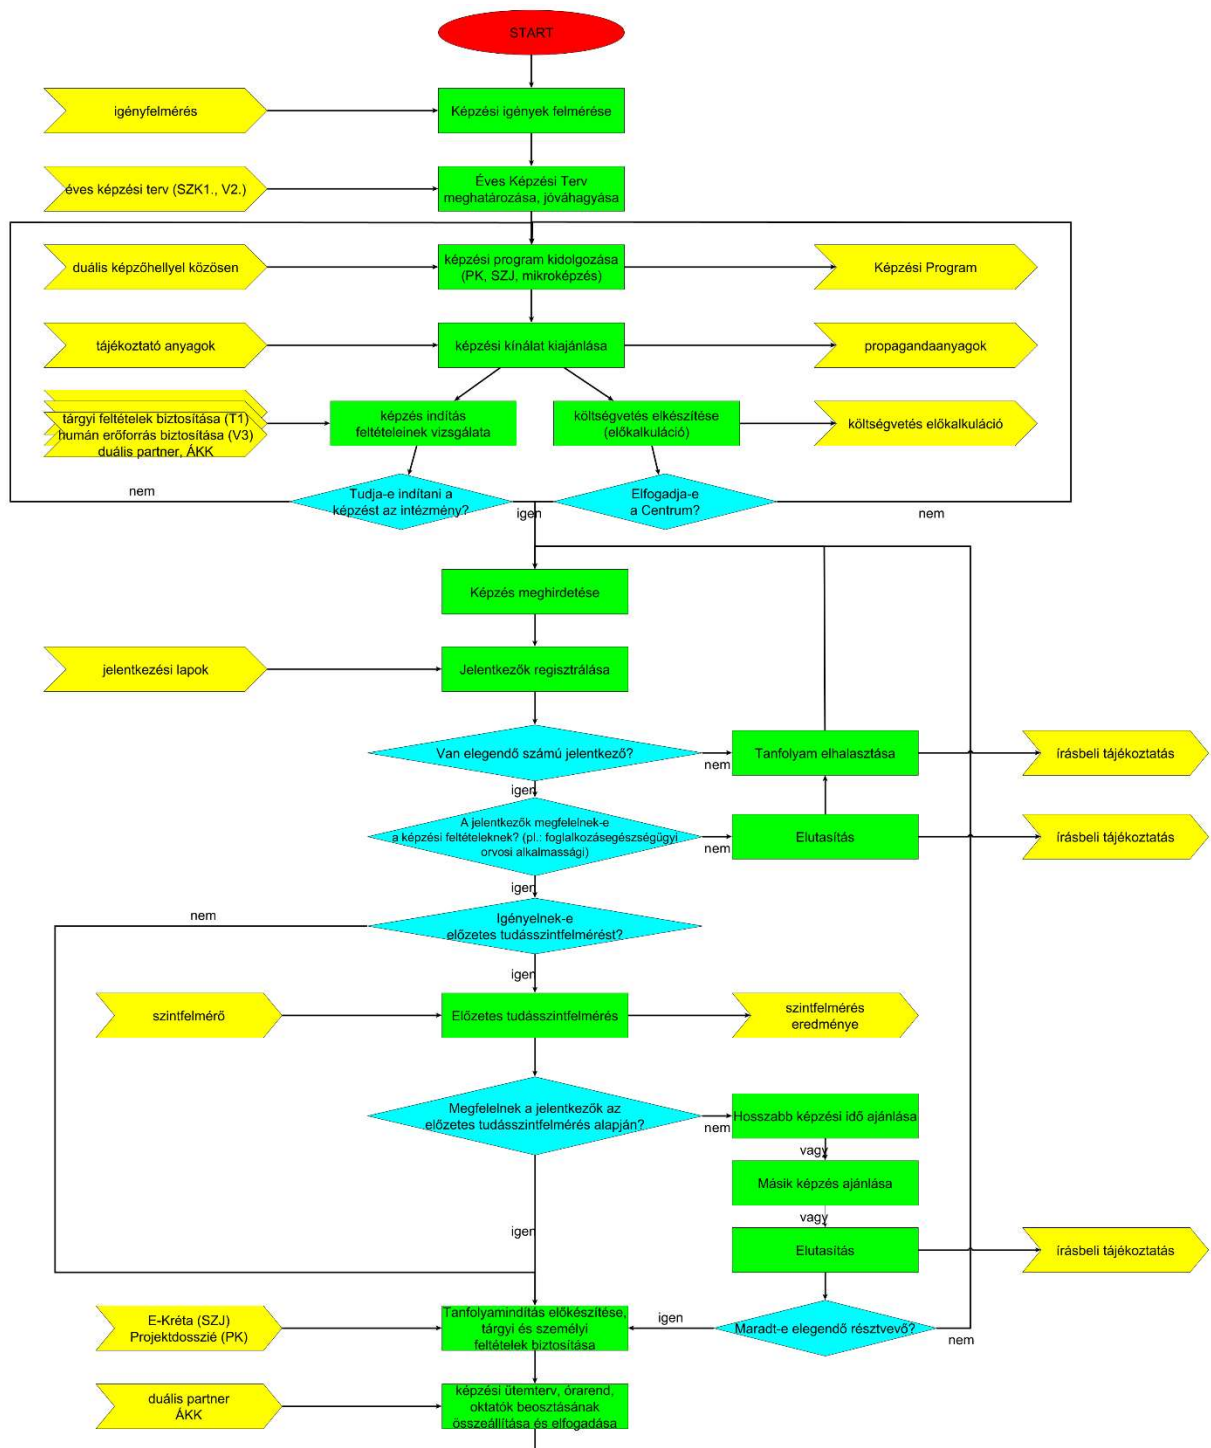 START
igényfelmérés
Képzési igények felmérése
éves képzési terv (SZK1., V2.)
Éves Képzési Terv
meghatározása, jóváhagyása
duális képzőhellyel közösen
képzési program kidolgozása
(PK, SZJ, mikroképzés)
Képzési Program
tájékoztató anyagok
képzési kínálat kiajánlása
propagandaanyagok
tárgyi feltételek biztosítása (T1)
humán erőforrás biztosítása (V3)
duális partner, ÁKK
képzés indítás
feltételeinek vizsgálata
költségvetés elkészítése
(előkalkuláció)
költségvetés előkalkuláció
nem
Tudja-e indítani a
képzést az intézmény?
igen
Elfogadja-e
a Centrum?
nem
Képzés meghirdetése
jelentkezési lapok
Jelentkezők regisztrálása
Van elegendő számú jelentkező?
nem
Tanfolyam elhalasztása
írásbeli tájékoztatás
igen
A jelentkezők megfelelnek-e
a képzési feltételeknek? (pl.: foglalkozásegészségügyi
orvosi alkalmassági)
nem
Elutasítás
írásbeli tájékoztatás
igen
nem
Igényelnek-e
előzetes tudásszintfelmérést?
igen
szintfelmérő
Előzetes tudásszintfelmérés
szintfelmérés
eredménye
Megfelelnek a jelentkezők az
előzetes tudásszintfelmérés alapján?
nem
Hosszabb képzési idő ajánlása
vagy
Másik képzés ajánlása
vagy
igen
Elutasítás
írásbeli tájékoztatás
E-Kréta (SZJ)
Projektdosszié (PK)
Tanfolyamindítás előkészítése,
tárgyi és személyi
feltételek biztosítása
igen
Maradt-e elegendő résztvevő?
nem
duális partner
ÁKK
képzési ütemterv, órarend,
oktatók beosztásának
összeállítása és elfogadása